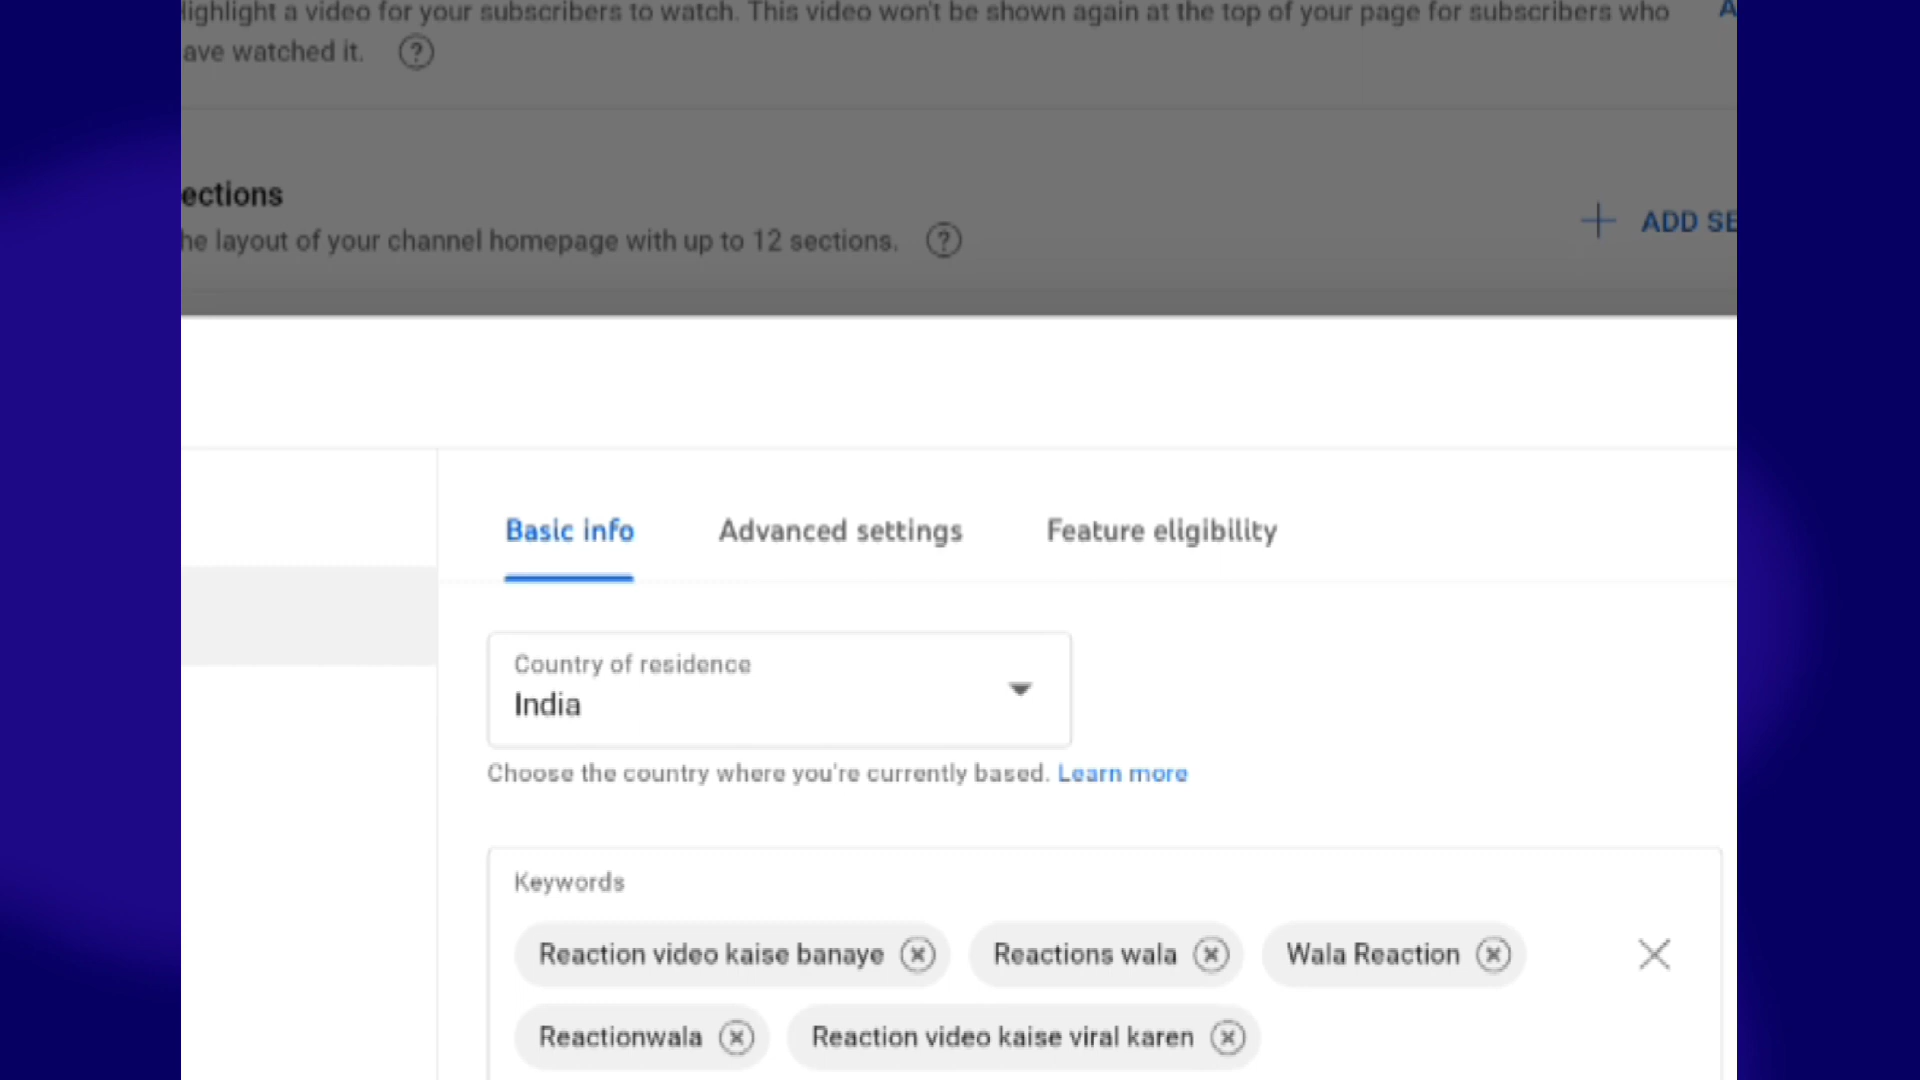 ighlight a video for your subscribers to watch. This video won't be shown again at the top of your page for subscribers who
ave watched it.
ections
he layout of your channel homepage with up to 12 sections.
ADD SE
Basic info Advanced settings Feature eligibility
Country of residence
India
Choose the country where you're currently based. Learn more
Keywords
Reaction video kaise banaye Reactions wala Wala Reaction
Reactionwala Reaction video kaise viral karen